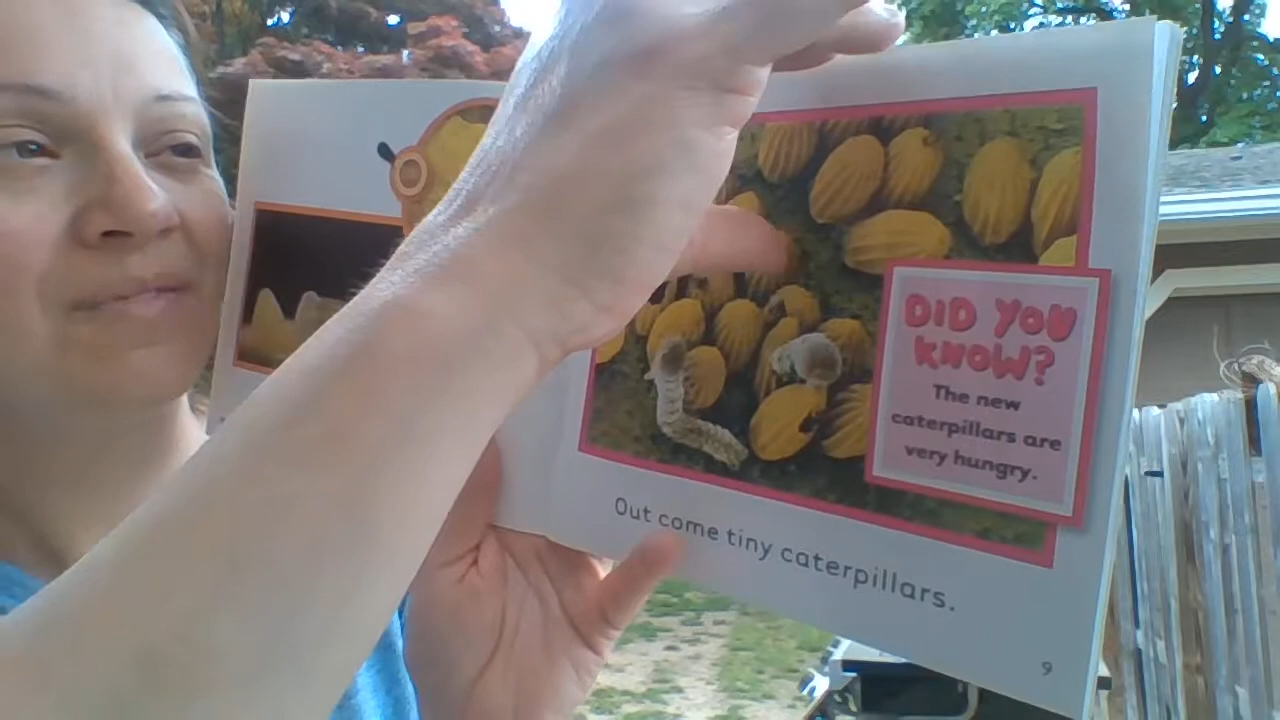 DID YOU
KNOW?
The new
caterpillars are
very hungry.
Out come tiny caterpillars.
9